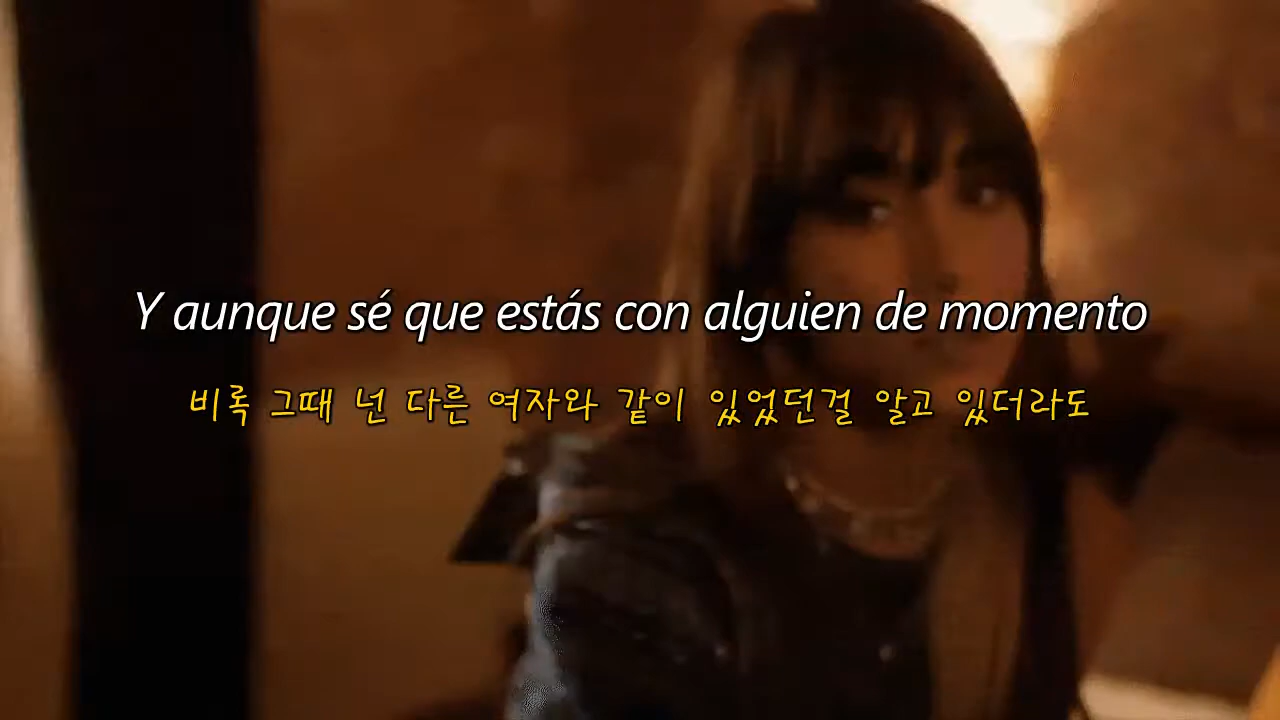 Y aunque sé que estás con alguien de momento
비록 그때 넌 다른 여자와 같이 있었던걸 알고 있더라도